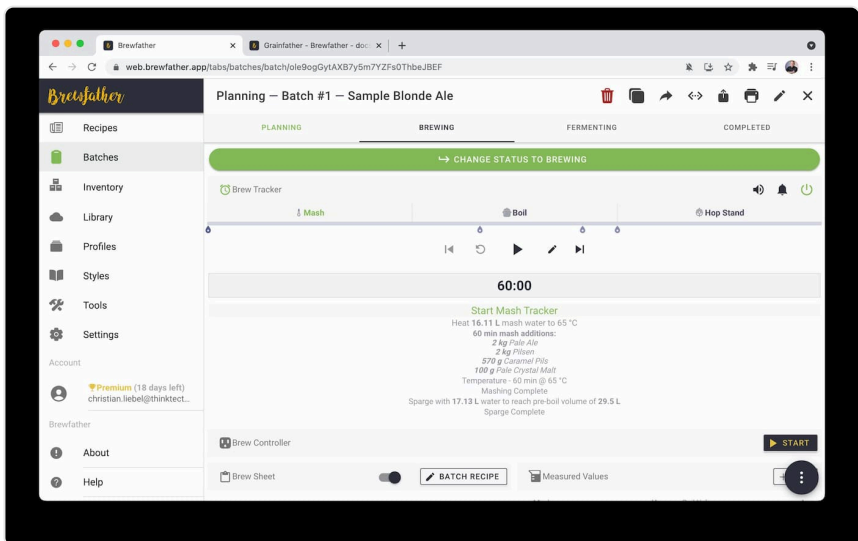 Brewfather
Grainfather - Brewfather - doc
web.brewfather.app/tabs/batches/batch/ole9ogGytAXB7y5m7YZFs0ThbeJBEF
Brewfather
Planning — Batch #1 — Sample Blonde Ale
PLANNING BREWING FERMENTING COMPLETED
CHANGE STATUS TO BREWING
Recipes
Batches
Inventory
Library
Profiles
Styles
Tools
Settings
Account
Premium (18 days left)
christian.liebel@thinktect...
Brewfather
About
Help
Brew Tracker
Mash Boil Hop Stand
60:00
Start Mash Tracker
Heat 16.11 L mash water to 65 °C
60 min mash additions:
2 kg Pale Ale
2 kg Pilsen
570 g Caramel Pils
100 g Pale Crystal Malt
Temperature - 60 min @ 65 °C
Mashing Complete
Sparge with 17.13 L water to reach pre-boil volume of 29.5 L
Sparge Complete
Brew Controller
START
Brew Sheet
BATCH RECIPE
Measured Values